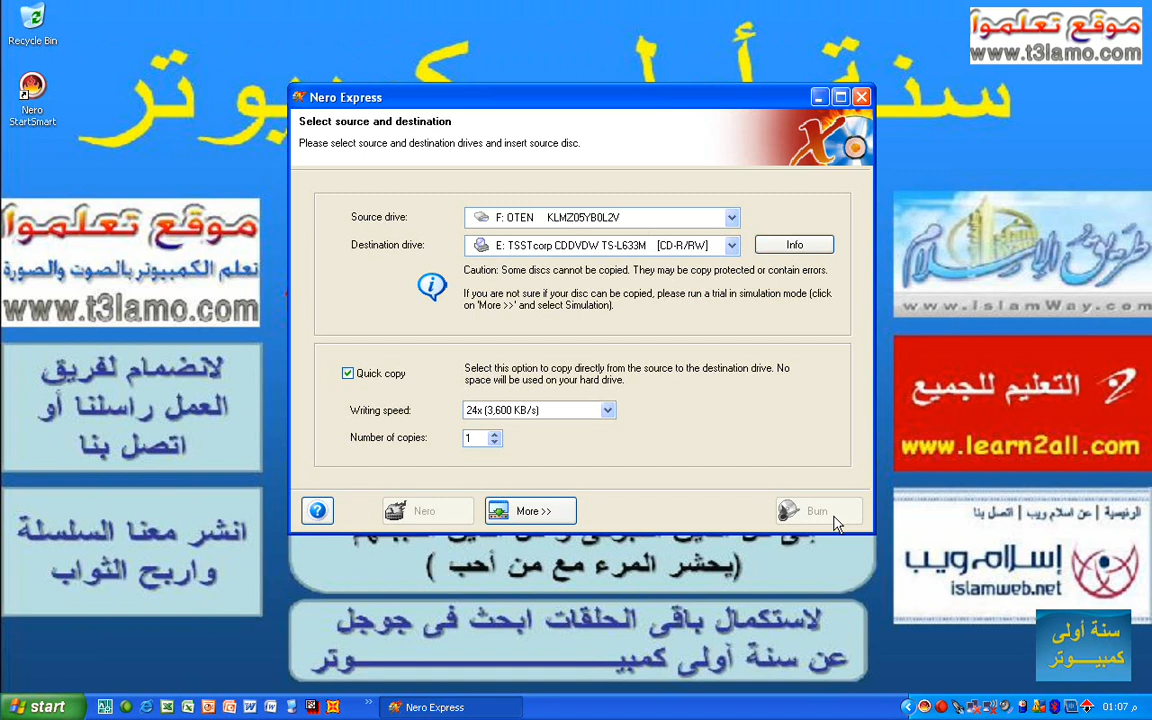 Recycle Bin
Nero
StartSmart
سنة أولى كمبيوتر
موقع تعلموا
www.t3lamo.com
Nero Express
Select source and destination
Please select source and destination drives and insert source disc.
Source drive:
F: OTEN KLMZ05YB0L2V
Destination drive:
E: TSSTcorp CDDVDW TS-L633M [CD-R/RW]
Info
Caution: Some discs cannot be copied. They may be copy protected or contain errors.
If you are not sure if your disc can be copied, please run a trial in simulation mode (click
on 'More >>' and select Simulation).
Quick copy
Select this option to copy directly from the source to the destination drive. No
space will be used on your hard drive.
Writing speed:
24x (3,600 KB/s)
Number of copies:
1
Nero
More >>
Burn
موقع تعلموا
تعلم الكمبيوتر بالصوت والصورة
www.t3lamo.com
لانضمام لفريق
العمل راسلنا أو
اتصل بنا
انشر معنا السلسلة
واربح الثواب
طريق الإسلام
www.IslamWay.com
التعليم للجميع
www.learn2all.com
الرئيسية | عن اسلام ويب | اتصل بنا
إسلام ويب
islamweb.net
(يحشر المرء مع من أحب )
لاستكمال باقى الحلقات ابحث فى جوجل
عن سنة أولى كمبيـــــوتر
سنة أولى
كمبيـــوتر
start
Nero Express
01:07 م